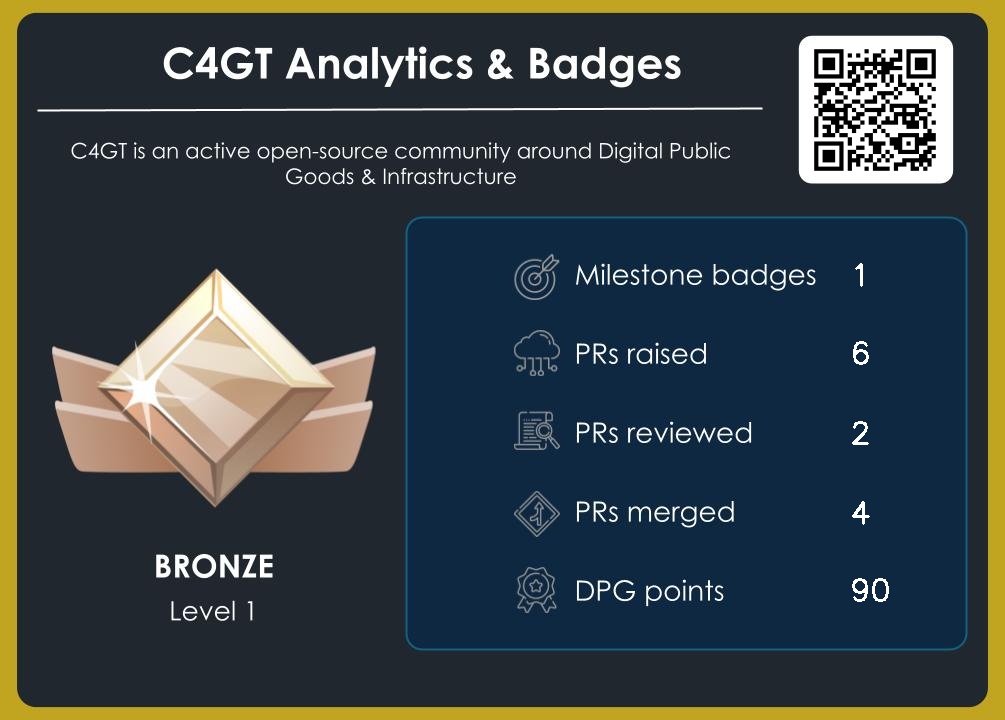 C4GT Analytics & Badges
C4GT is an active open-source community around Digital Public
Goods & Infrastructure
Milestone badges 1
PRs raised 6
PRs reviewed 2
PRs merged 4
DPG points 90
BRONZE
Level 1